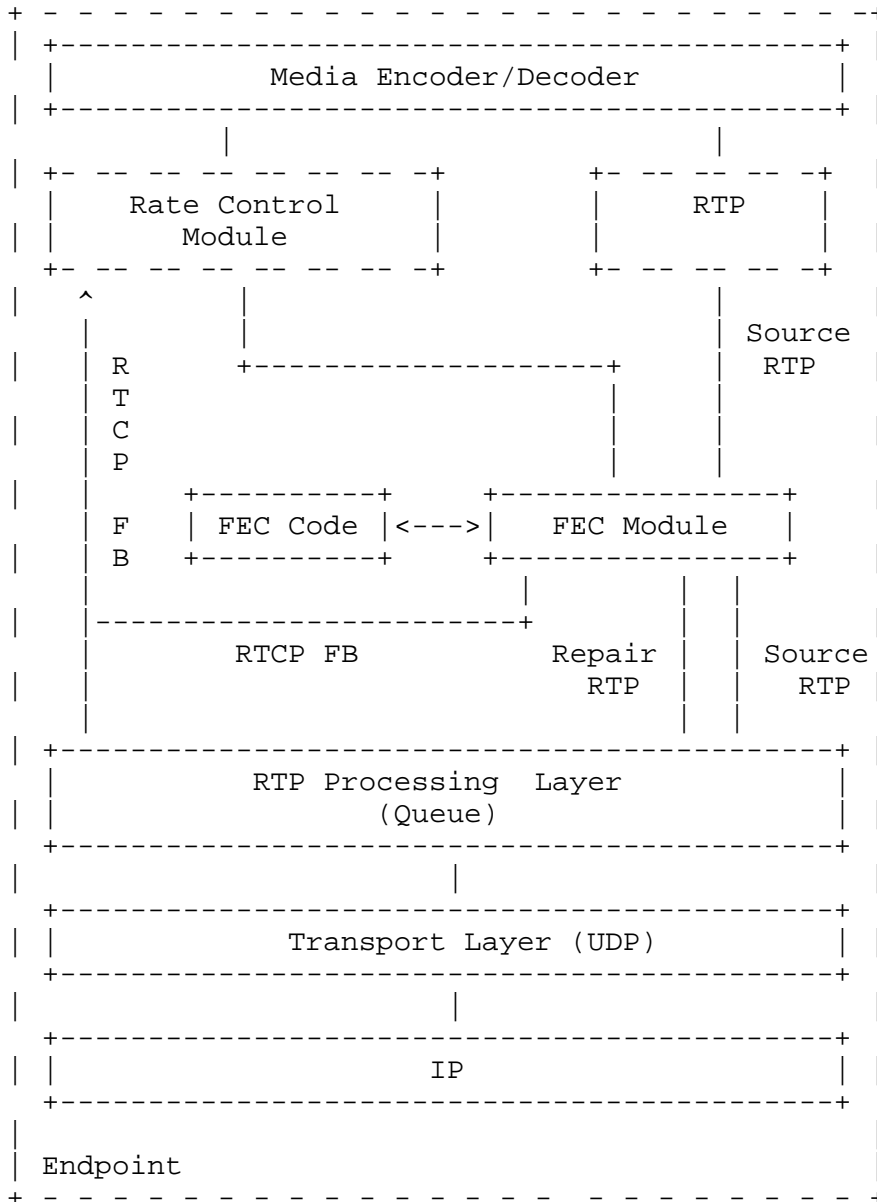 Media Encoder/Decoder
Rate Control RTP
Module
Source
R RTP
T
C
P
F FEC Code <---> FEC Module
B
RTCP FB Repair Source
RTP RTP
RTP Processing Layer
(Queue)
Transport Layer (UDP)
IP
Endpoint